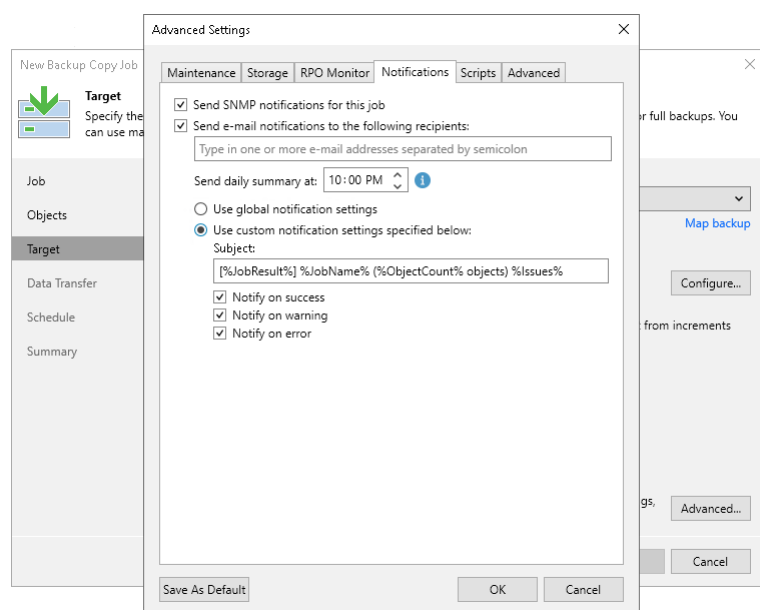 Advanced Settings
New Backup Copy Job
Target
Specify the
can use ma
or full backups. You
Maintenance Storage RPO Monitor Notifications Scripts Advanced
Send SNMP notifications for this job
Send e-mail notifications to the following recipients:
Type in one or more e-mail addresses separated by semicolon
Send daily summary at: 10:00 PM
Use global notification settings
Use custom notification settings specified below:
Subject:
[%JobResult%] %JobName% (%ObjectCount% objects) %Issues%
Notify on success
Notify on warning
Notify on error
Job
Objects
Target
Data Transfer
Schedule
Summary
Map backup
Configure...
from increments
gs,
Advanced...
Cancel
Save As Default
OK
Cancel